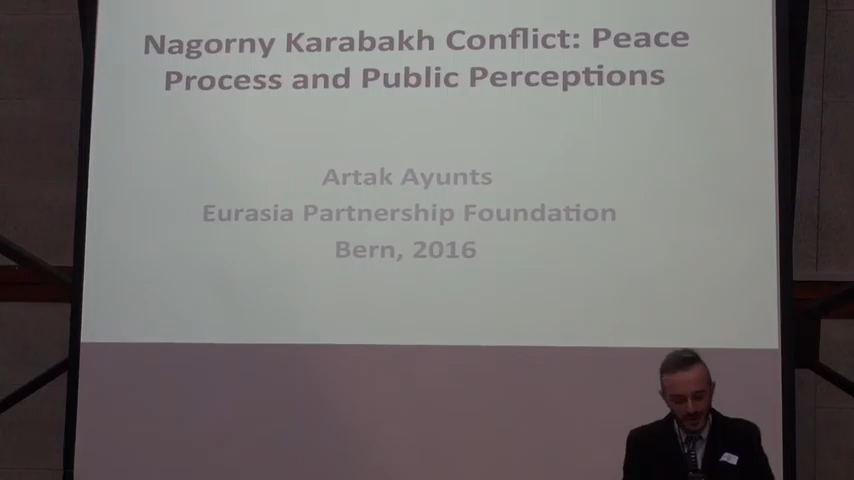 Nagorny Karabakh Conflict: Peace
Process and Public Perceptions
Artak Ayunts
Eurasia Partnership Foundation
Bern, 2016